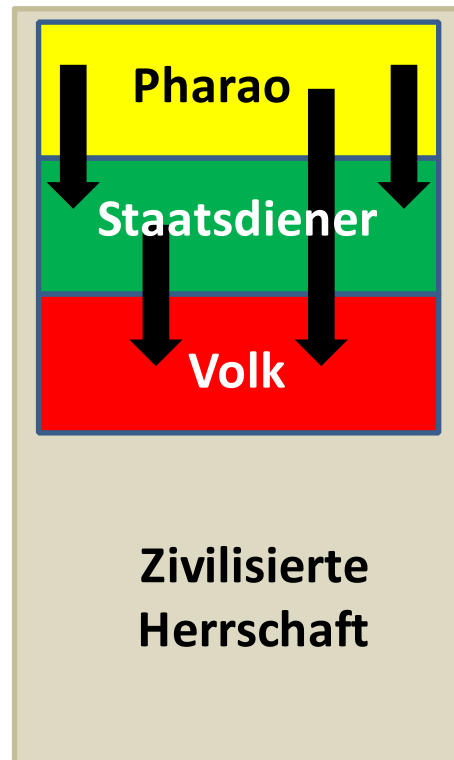 Pharao
Staatsdiener
Volk
Zivilisierte
Herrschaft